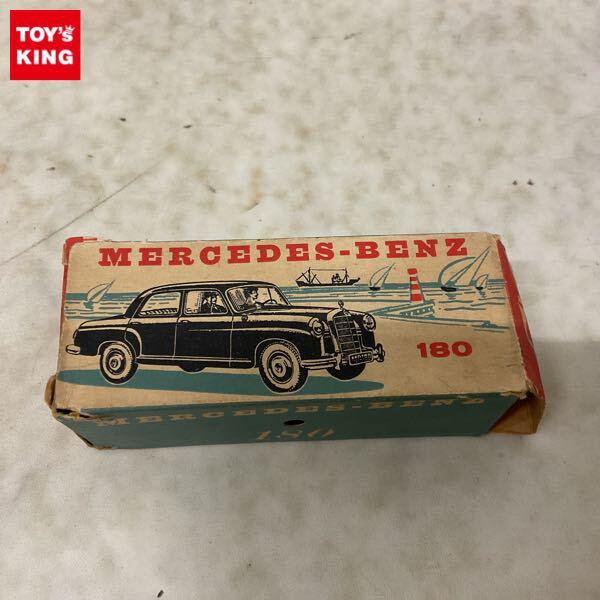 TOY'S
KING
MERCEDES-BENZ
180
MERCEDES-BENZ
180